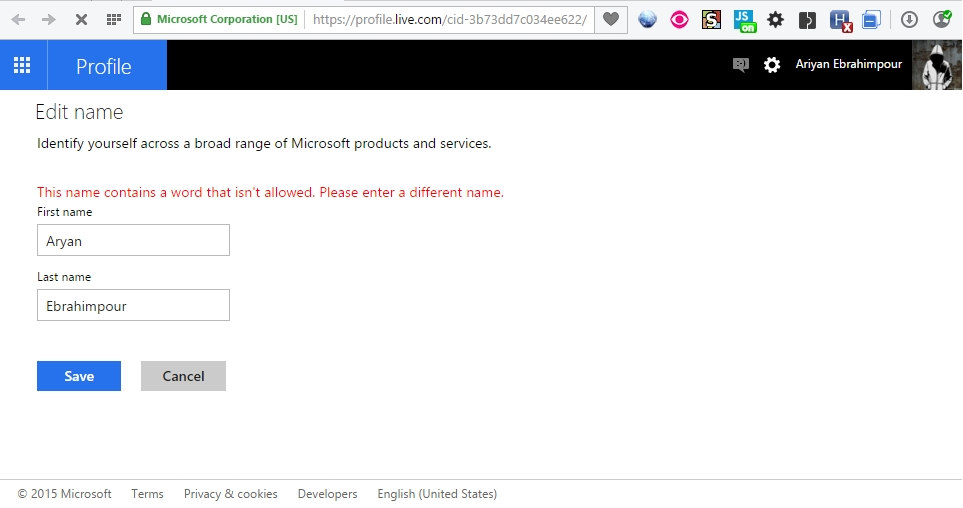 Microsoft Corporation [US] https://profile.live.com/cid-3b73dd7c034ee622/
JS
on
S
H
x
Profile
Ariyan Ebrahimpour
Edit name
Identify yourself across a broad range of Microsoft products and services.
This name contains a word that isn't allowed. Please enter a different name.
First name
Aryan
Last name
Ebrahimpour
Save
Cancel
© 2015 Microsoft Terms Privacy & cookies Developers English (United States)